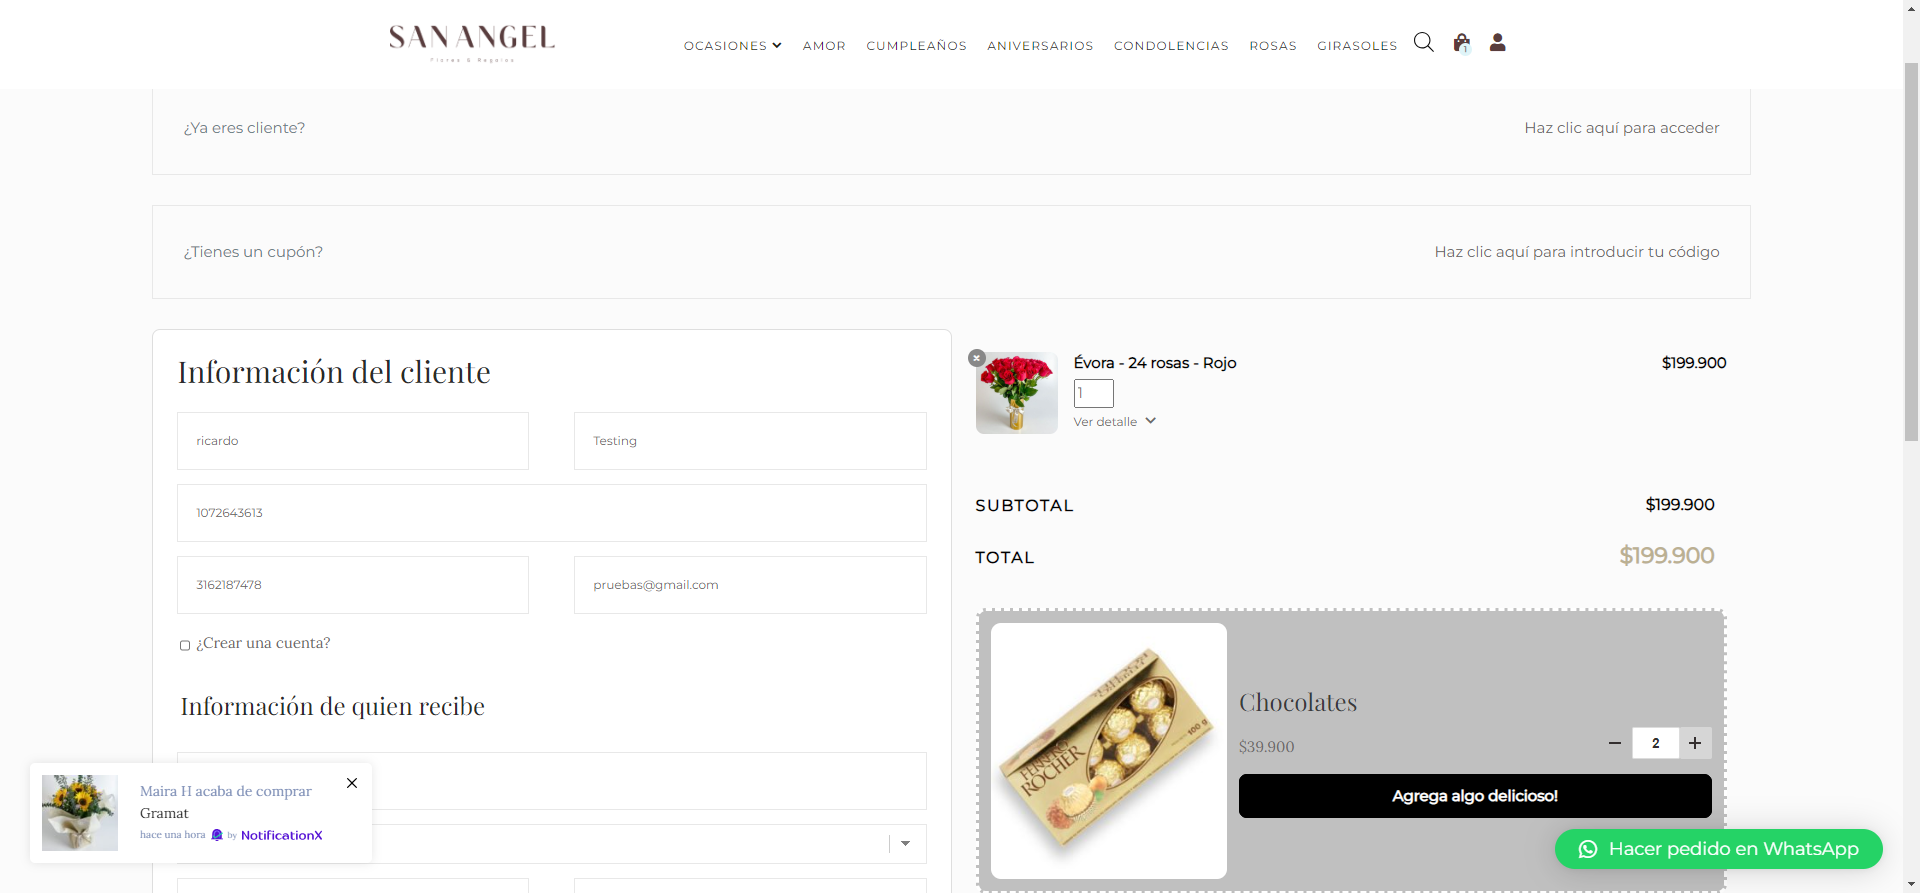 SAN ANGEL
Flores & Regalos
OCASIONES
AMOR
CUMPLEAÑOS
ANIVERSARIOS
CONDOLENCIAS
ROSAS
GIRASOLES
1
¿Ya eres cliente?
Haz clic aquí para acceder
¿Tienes un cupón?
Haz clic aquí para introducir tu código
Información del cliente
ricardo
Testing
1072643613
3162187478
pruebas@gmail.com
¿Crear una cuenta?
Información de quien recibe
Évora - 24 rosas - Rojo
$199.900
1
Ver detalle
SUBTOTAL
$199.900
TOTAL
$199.900
FERRERO
ROCHER
100 g
Chocolates
$39.900
2
Agrega algo delicioso!
Maira H acaba de comprar
Gramat
hace una hora
by NotificationX
Hacer pedido en WhatsApp